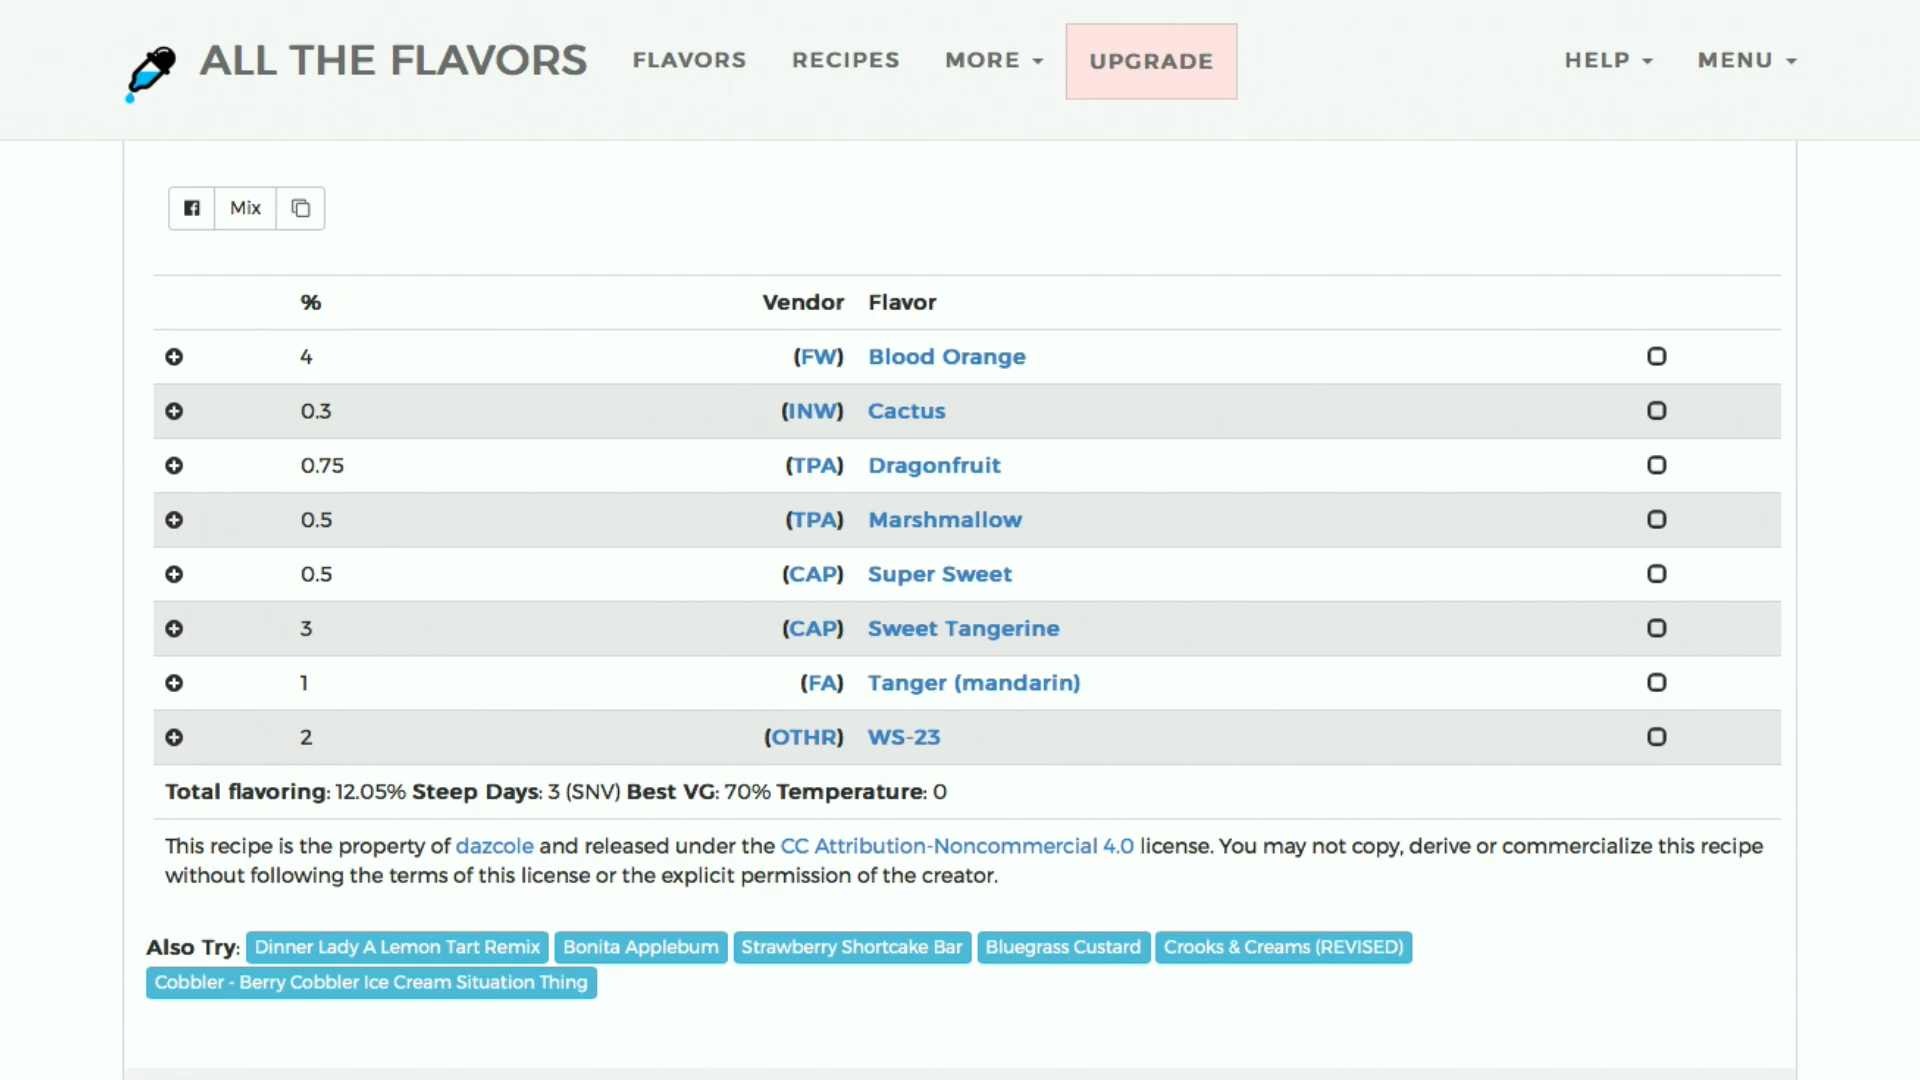 ALL THE FLAVORS FLAVORS RECIPES MORE UPGRADE HELP MENU
Mix
% Vendor Flavor
4 (FW) Blood Orange
0.3 (INW) Cactus
0.75 (TPA) Dragonfruit
0.5 (TPA) Marshmallow
0.5 (CAP) Super Sweet
3 (CAP) Sweet Tangerine
1 (FA) Tanger (mandarin)
2 (OTHR) WS-23
Total flavoring: 12.05% Steep Days: 3 (SNV) Best VG: 70% Temperature: 0
This recipe is the property of dazcole and released under the CC Attribution-Noncommercial 4.0 license. You may not copy, derive or commercialize this recipe
without following the terms of this license or the explicit permission of the creator.
Also Try: Dinner Lady A Lemon Tart Remix Bonita Applebum Strawberry Shortcake Bar Bluegrass Custard Crooks & Creams (REVISED)
Cobbler - Berry Cobbler Ice Cream Situation Thing